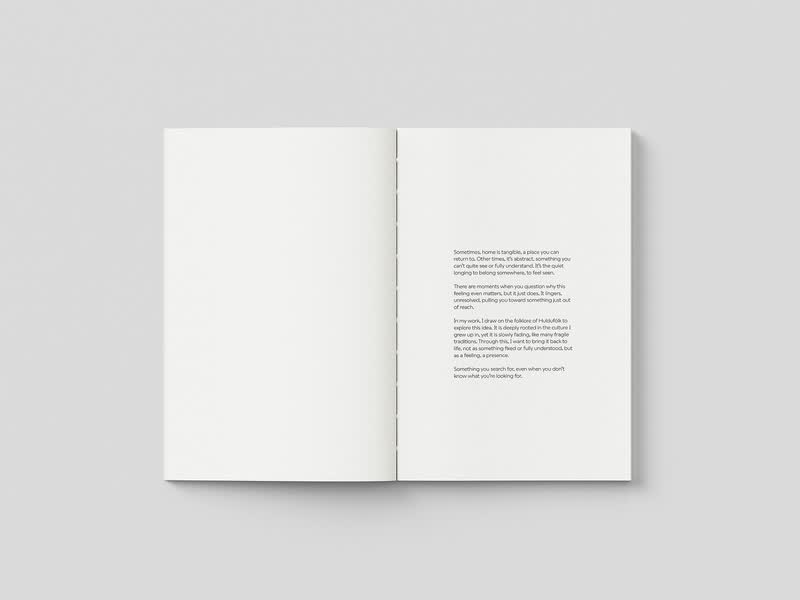 Sometimes, home is tangible, a place you can
return to. Other times, it's abstract, something you
can't quite see or fully understand. It's the quiet
longing to belong somewhere, to feel seen.
There are moments when you question why this
feeling even matters, but it just does. It lingers,
unresolved, pulling you toward something just out
of reach.
In my work, I draw on the folklore of Huldufólk to
explore this idea. It is deeply rooted in the culture I
grew up in, yet it is slowly fading, like many fragile
traditions. Through this, I want to bring it back to
life, not as something fixed or fully understood, but
as a feeling, a presence.
Something you search for, even when you don't
know what you're looking for.